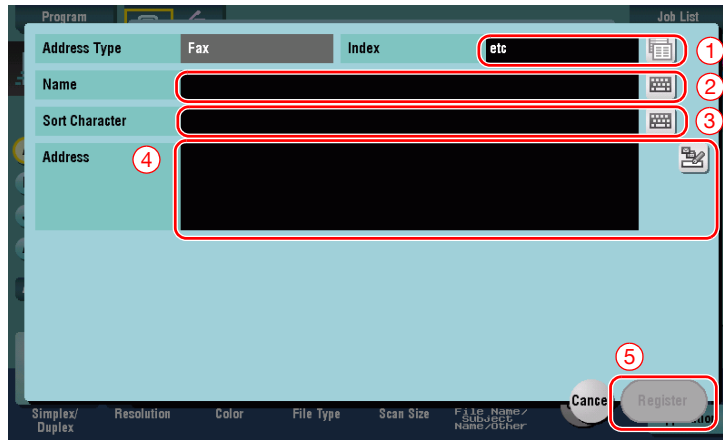 Program
Job List
Address Type
Fax
Index
etc
1
Name
2
Sort Character
3
Address
4
5
Cance
Register
Simplex/
Duplex
Resolution
Color
File Type
Scan Size
File Name/
Subject
Name/Other